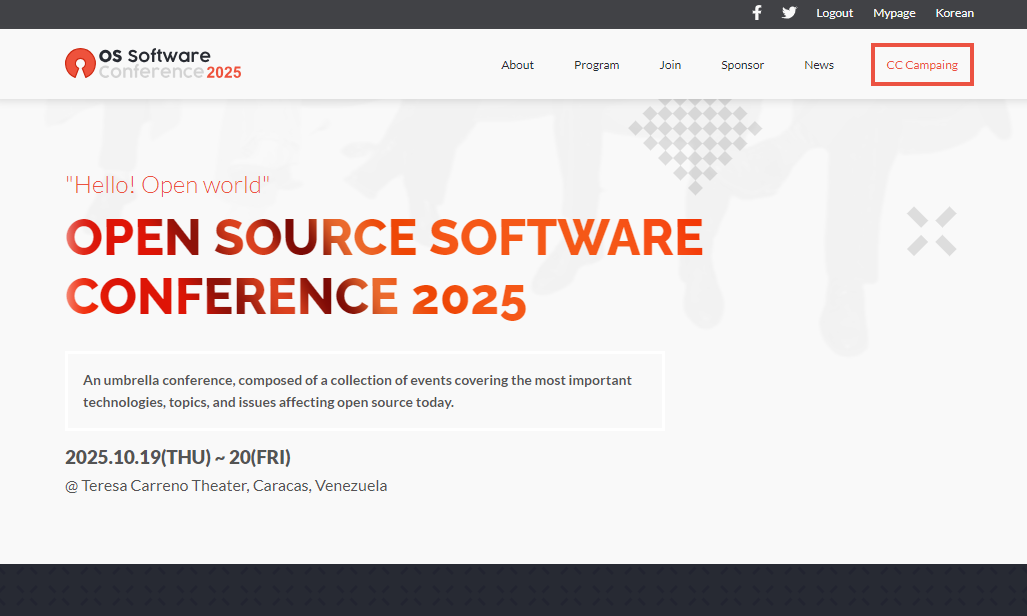 Logout Mypage Korean
OS Software
Conference 2025
About Program Join Sponsor News CC Campaing
"Hello! Open world"
OPEN SOURCE SOFTWARE
CONFERENCE 2025
An umbrella conference, composed of a collection of events covering the most important
technologies, topics, and issues affecting open source today.
2025.10.19(THU) ~ 20(FRI)
@ Teresa Carreno Theater, Caracas, Venezuela